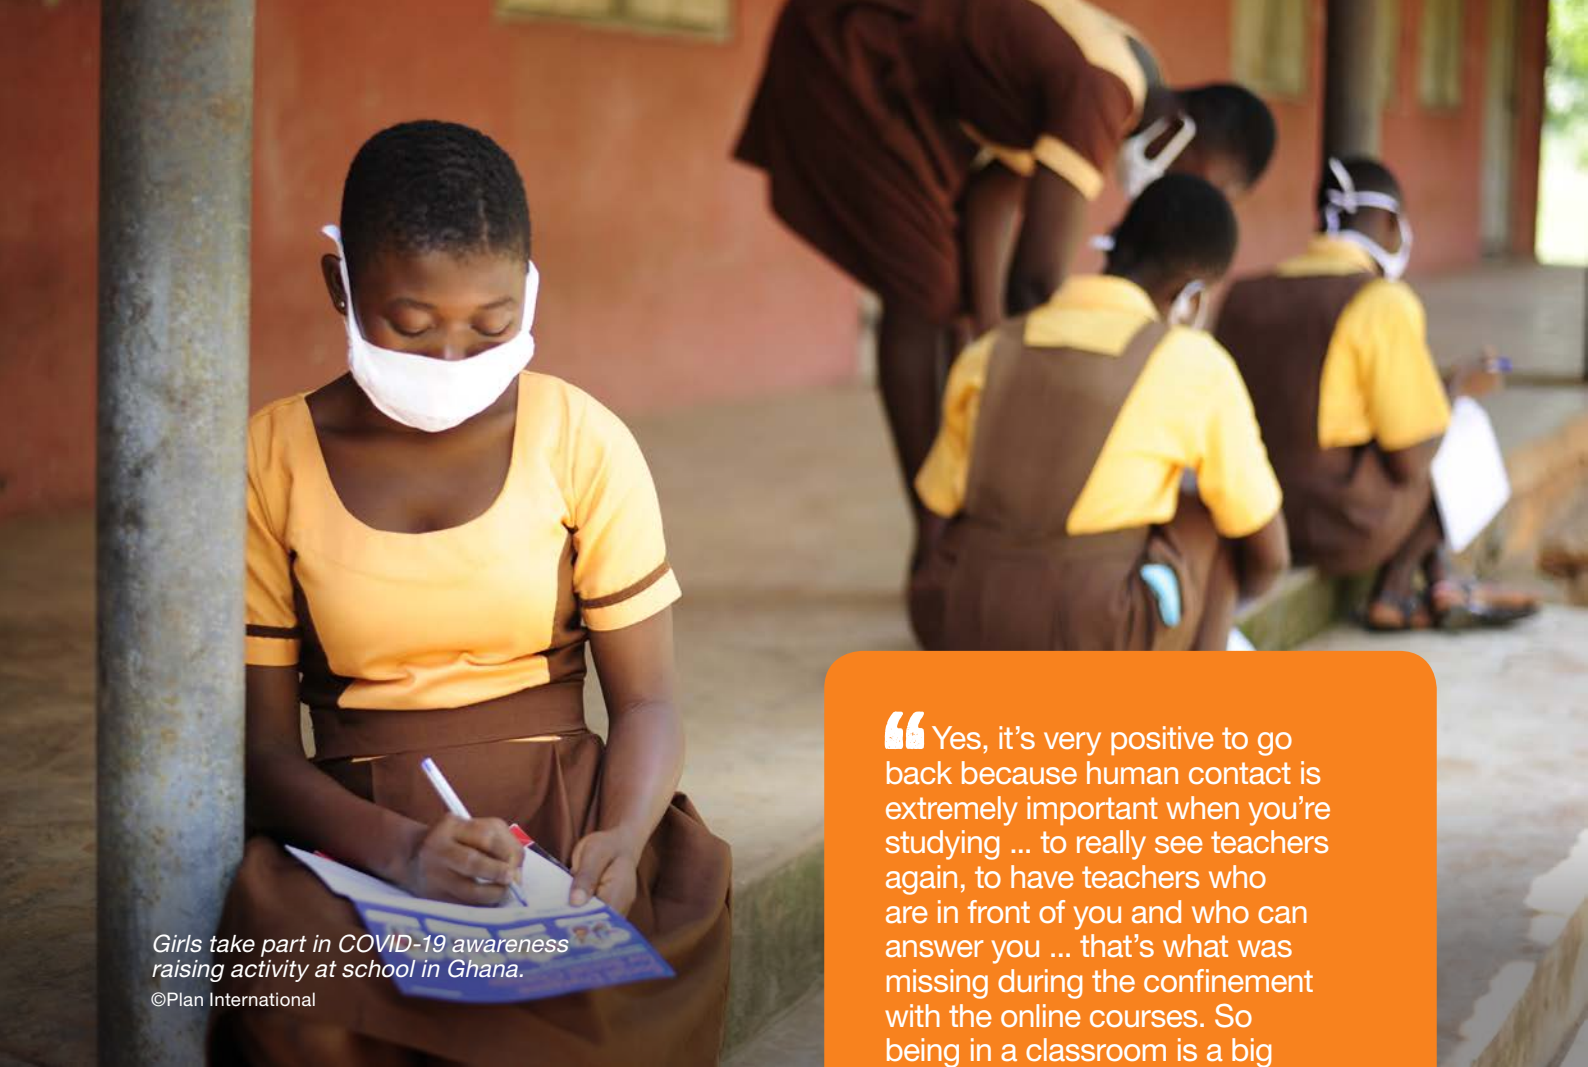 Girls take part in COVID-19 awareness
raising activity at school in Ghana.
©Plan International
❝ Yes, it’s very positive to go
back because human contact is
extremely important when you’re
studying ... to really see teachers
again, to have teachers who
are in front of you and who can
answer you ... that’s what was
missing during the confinement
with the online courses. So
being in a classroom is a big